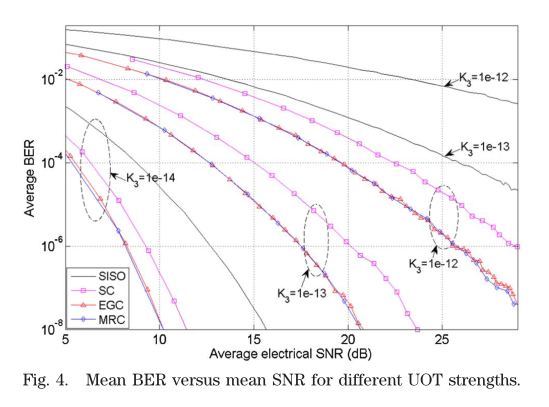 10^-2
10^-4
10^-6
10^-8
Average BER
K₃=1e-12
K₃=1e-13
K₃=1e-14
K₃=1e-12
K₃=1e-13
SISO
SC
EGC
MRC
5 10 15 20 25
Average electrical SNR (dB)
Fig. 4. Mean BER versus mean SNR for different UOT strengths.